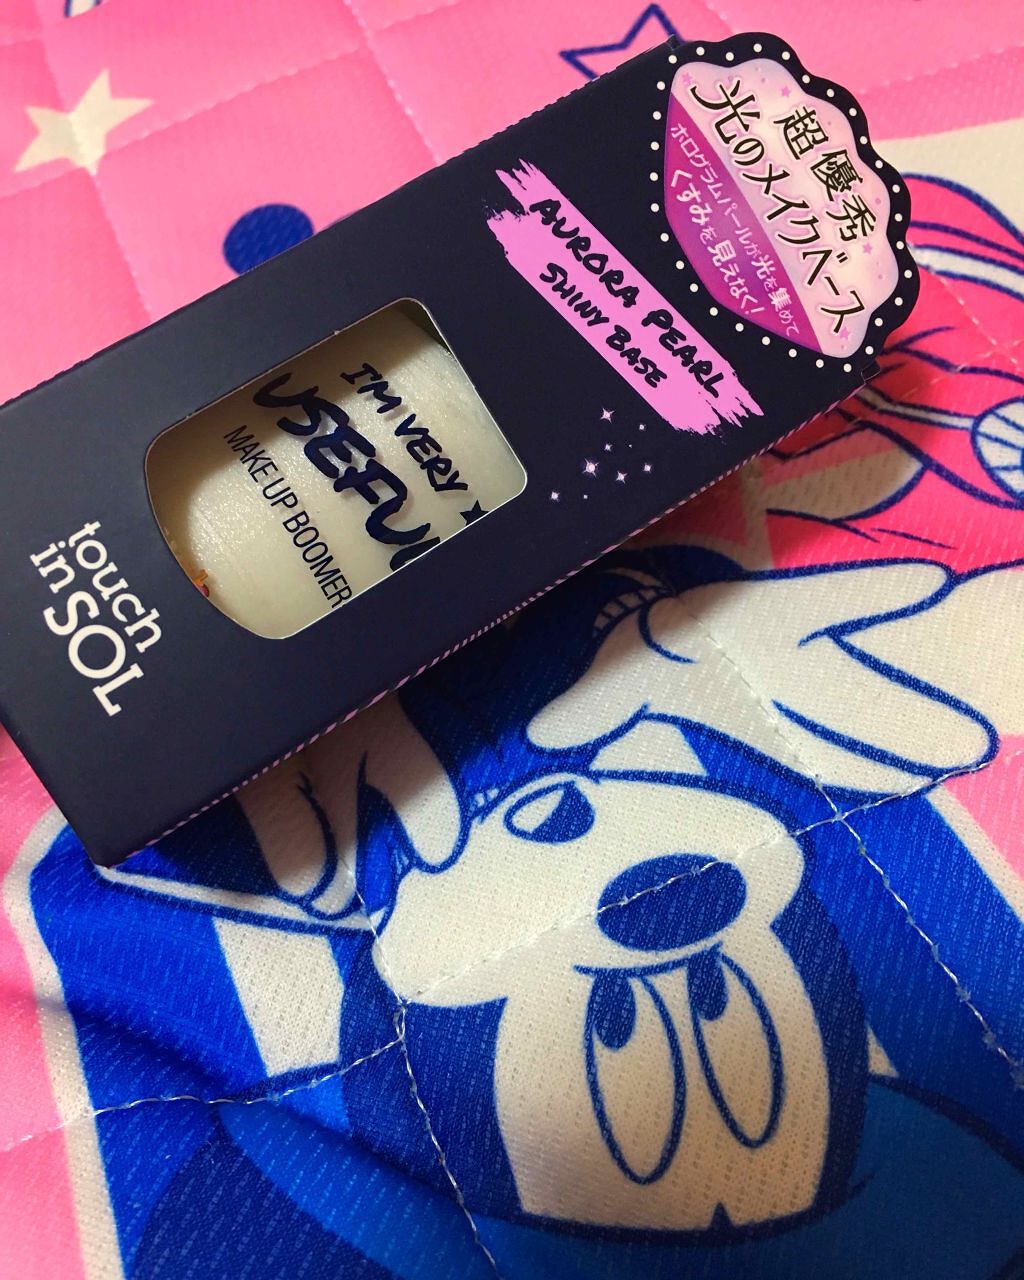 超優秀
光のメイクベース
ホログラムパールが光を集めて
くすみを見えなく!
AURORA PEARL
SHINY BASE
I'M VERY
USEFUL
MAKE UP BOOMER
touch
in SOL